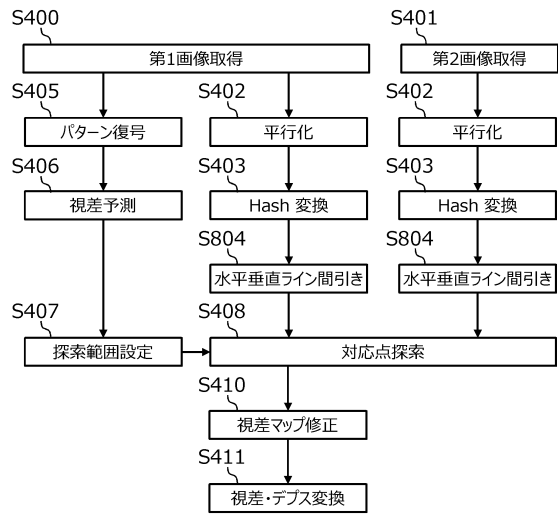 S400
S401
第1画像取得
第2画像取得
S405
S402
S402
パターン復号
平行化
平行化
S406
S403
S403
視差予測
Hash 変換
Hash 変換
S804
S804
水平垂直ライン間引き
水平垂直ライン間引き
S407
S408
探索範囲設定
対応点探索
S410
視差マップ修正
S411
視差・デプス変換